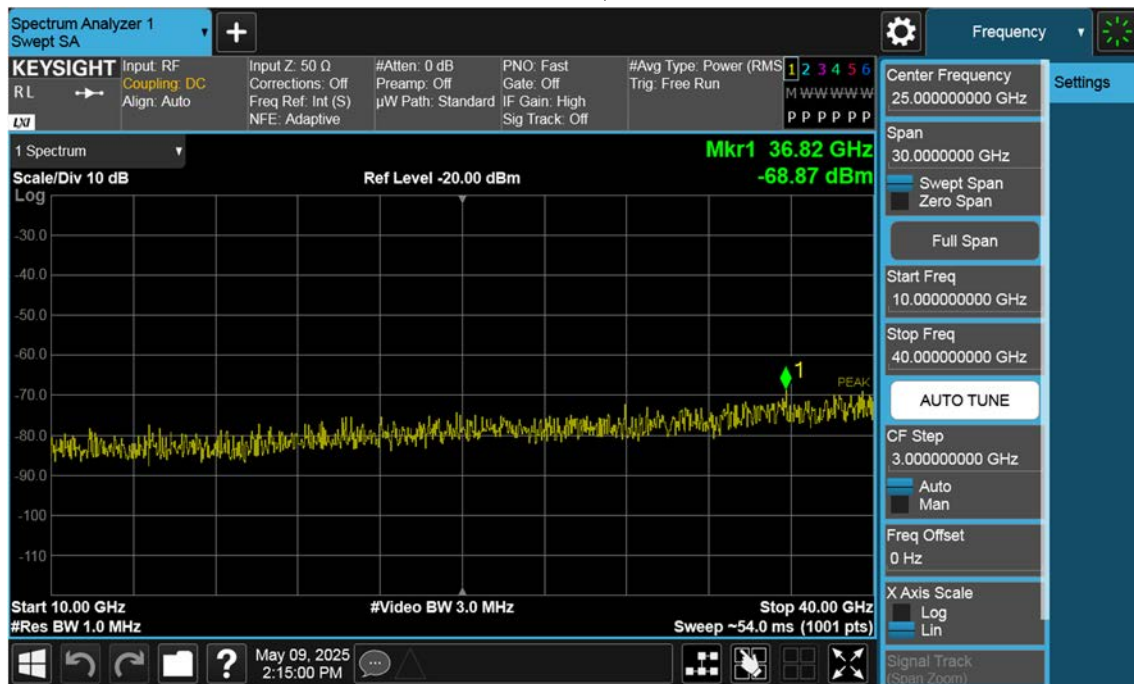 Spectrum Analyzer 1
Swept SA
+
Frequency
KEYSIGHT
RL
LXI
Input: RF
Coupling: DC
Align: Auto
Input Z: 50 Ω
Corrections: Off
Freq Ref: Int (S)
NFE: Adaptive
#Atten: 0 dB
Preamp: Off
µW Path: Standard
PNO: Fast
Gate: Off
IF Gain: High
Sig Track: Off
#Avg Type: Power (RMS
Trig: Free Run
1 2 3 4 5 6
M W W W W W
P P P P P P
1 Spectrum
Mkr1 36.82 GHz
-68.87 dBm
Scale/Div 10 dB
Ref Level -20.00 dBm
Log
-30.0
-40.0
-50.0
-60.0
-70.0
-80.0
-90.0
-100
-110
1
PEAK
Start 10.00 GHz
#Video BW 3.0 MHz
Stop 40.00 GHz
#Res BW 1.0 MHz
Sweep ~54.0 ms (1001 pts)
?
May 09, 2025
2:15:00 PM
Center Frequency
25.000000000 GHz
Span
30.0000000 GHz
Swept Span
Zero Span
Full Span
Start Freq
10.000000000 GHz
Stop Freq
40.000000000 GHz
AUTO TUNE
CF Step
3.000000000 GHz
Auto
Man
Freq Offset
0 Hz
X Axis Scale
Log
Lin
Signal Track
(Span Zoom)
Settings